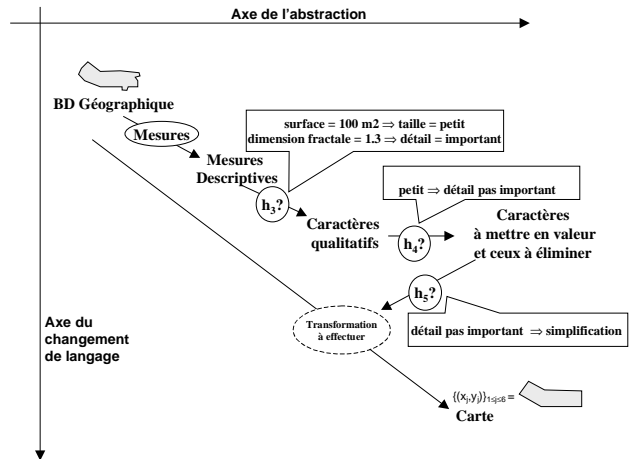 Axe de l'abstraction
BD Géographique
Mesures
surface = 100 m2 ⇒ taille = petit
dimension fractale = 1.3 ⇒ détail = important
Mesures
Descriptives
h₃?
petit ⇒ détail pas important
Caractères
qualitatifs
h₄?
Caractères
à mettre en valeur
et ceux à éliminer
h₅?
Transformation
à effectuer
détail pas important ⇒ simplification
Axe du
changement
de langage
{(xⱼ,yⱼ)}₁≤ⱼ≤₆ =
Carte